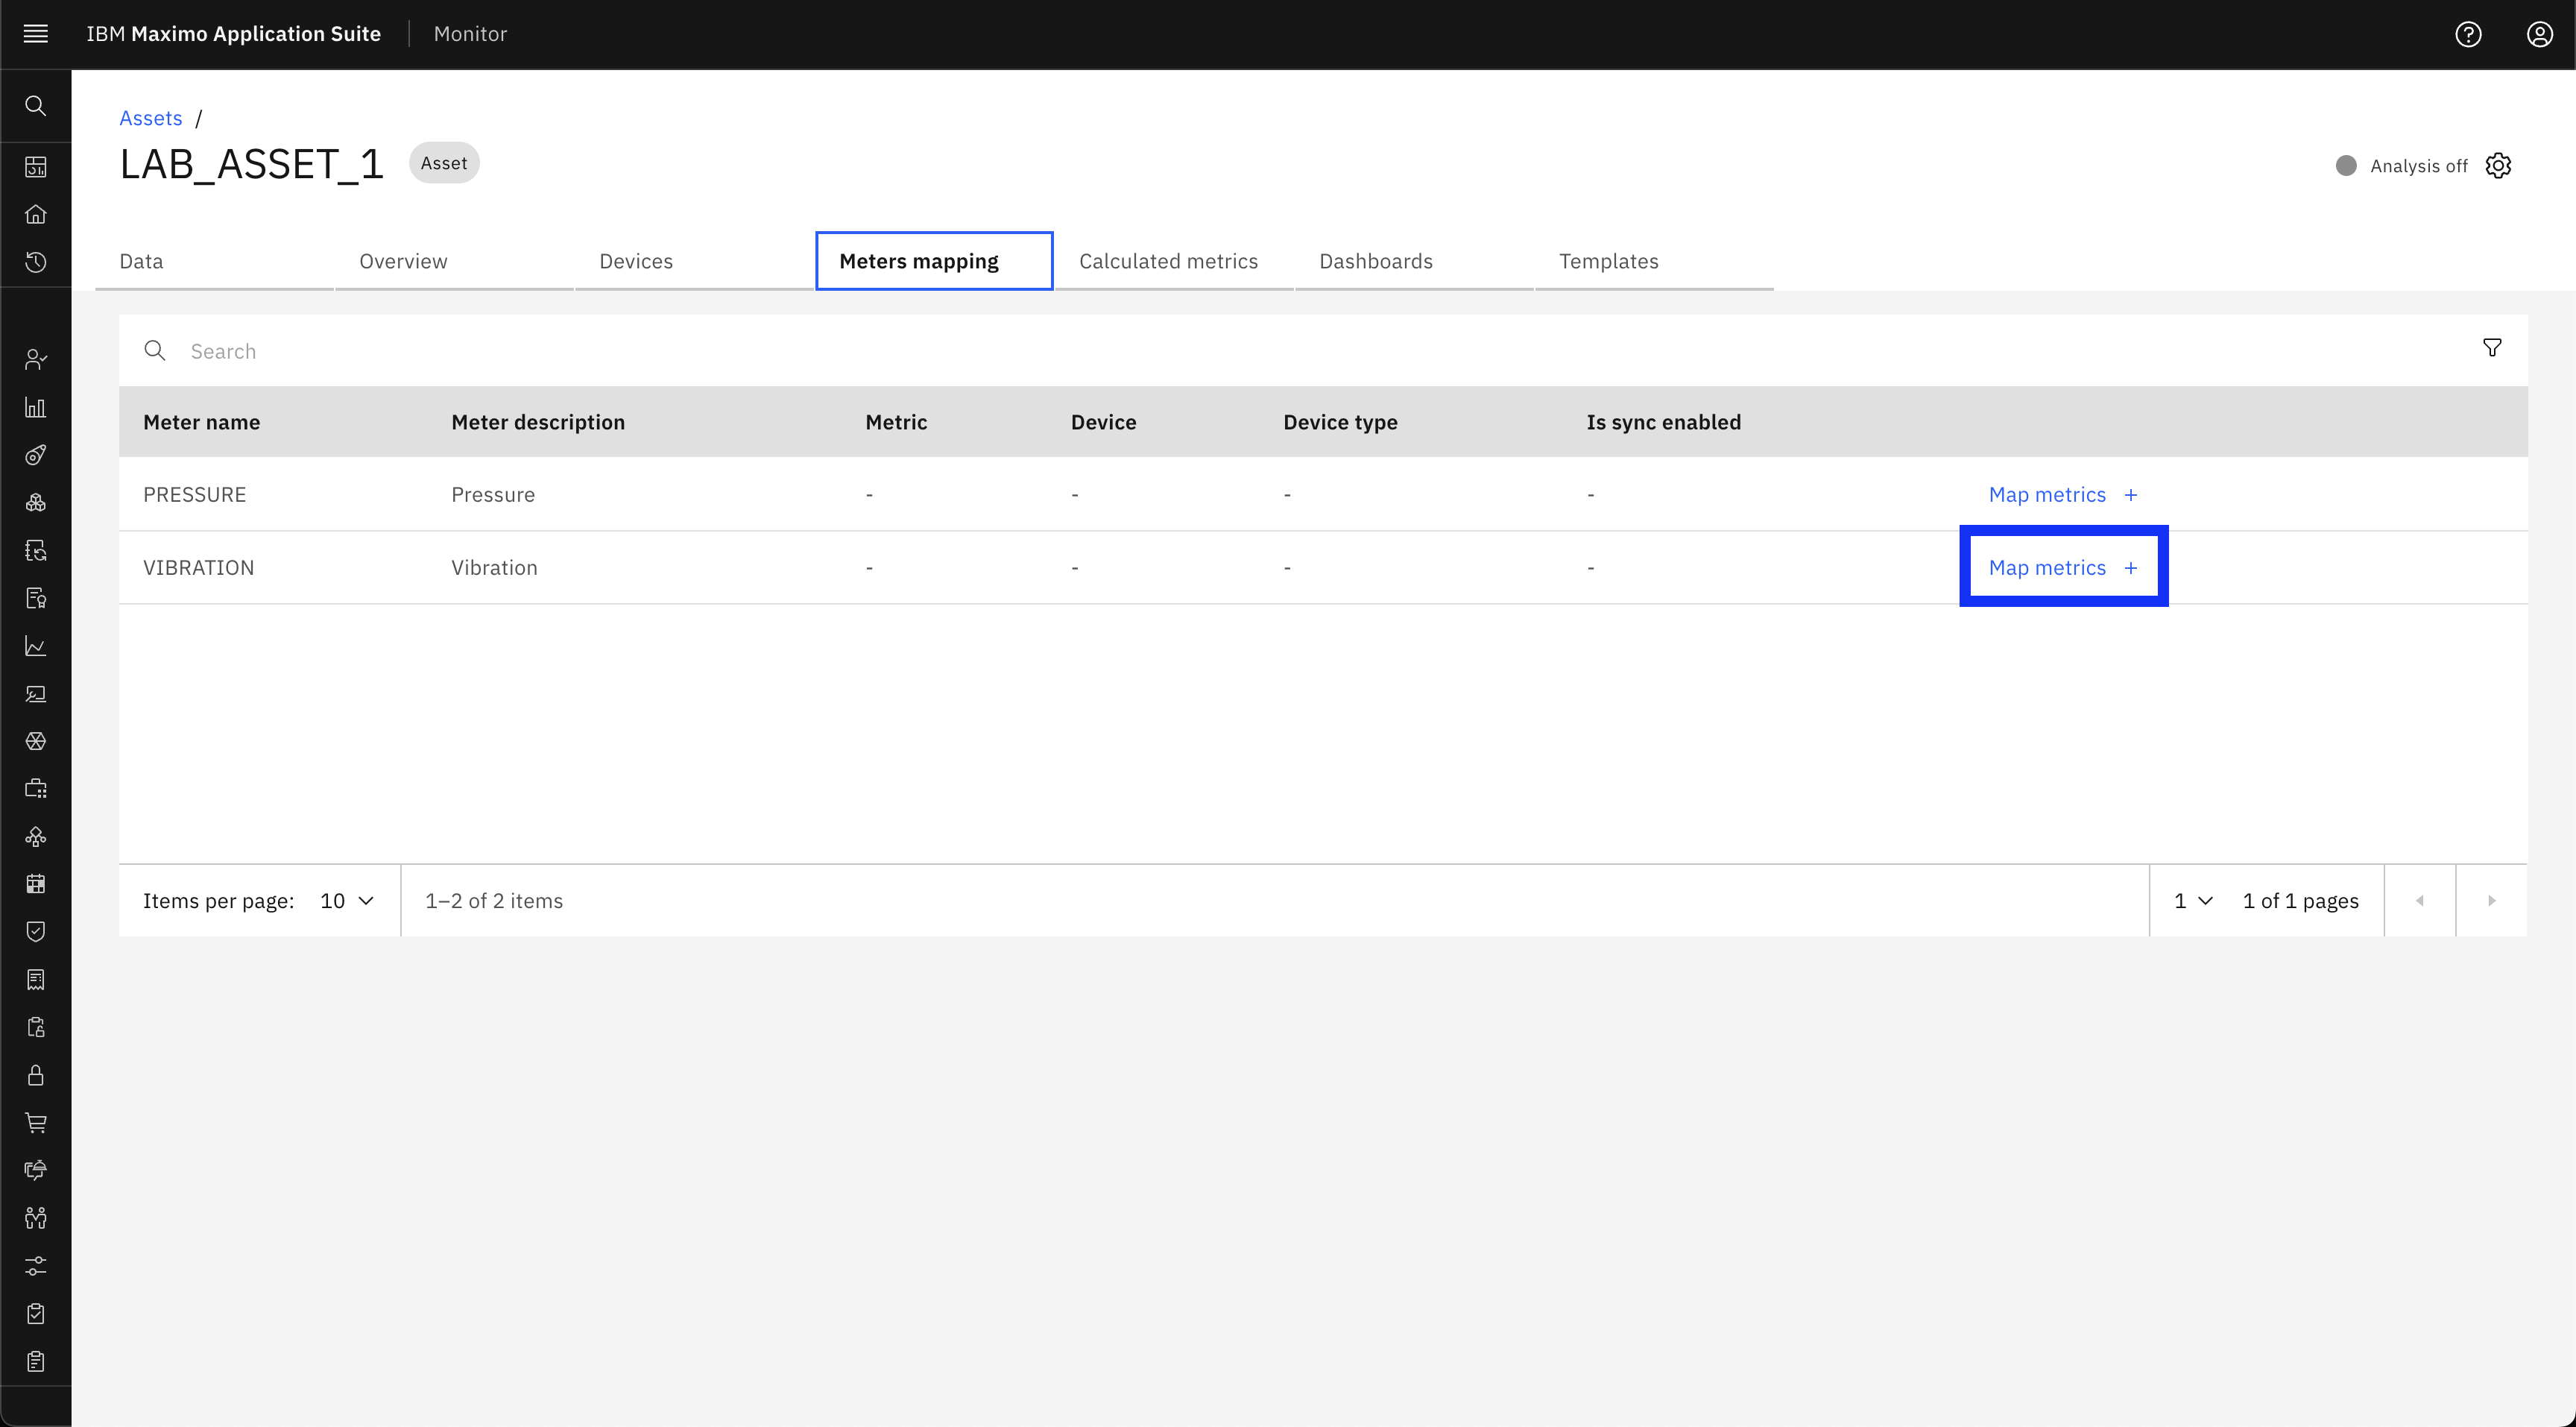 IBM Maximo Application Suite Monitor
Assets /
LAB_ASSET_1 Asset
Analysis off
Data Overview Devices Meters mapping Calculated metrics Dashboards Templates
Search
Meter name Meter description Metric Device Device type Is sync enabled
PRESSURE Pressure - - - - Map metrics +
VIBRATION Vibration - - - - Map metrics +
Items per page: 10 1–2 of 2 items 1 1 of 1 pages